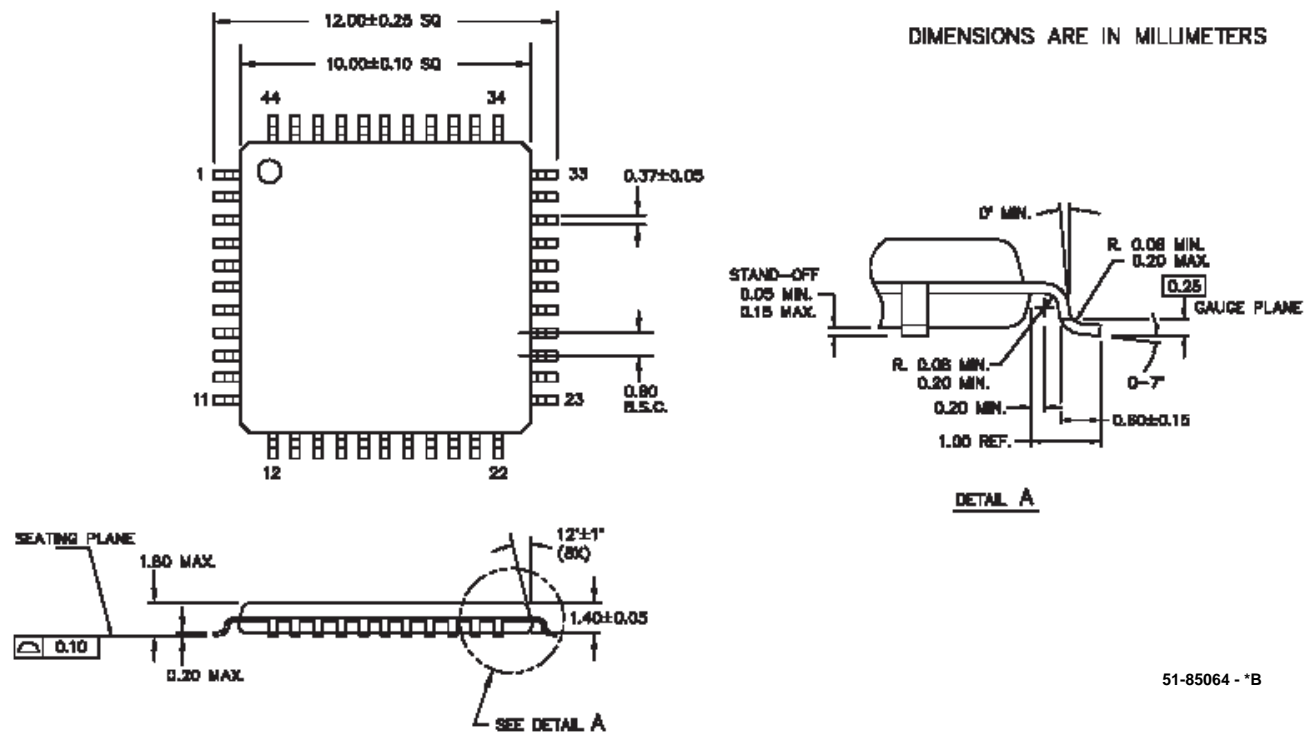 12.00±0.25 SQ
10.00±0.10 SQ
DIMENSIONS ARE IN MILLIMETERS
44
34
1
33
0.37±0.05
11
23
0.80
B.S.C.
12
22
0° MIN.
R. 0.08 MIN.
0.20 MAX.
STAND-OFF
0.05 MIN.
0.15 MAX.
0.25
GAUGE PLANE
R. 0.08 MIN.
0.20 MIN.
0-7°
0.20 MIN.
0.60±0.15
1.00 REF.
DETAIL A
SEATING PLANE
12°±1°
(8X)
1.60 MAX.
1.40±0.05
0.10
0.20 MAX.
SEE DETAIL A
51-85064 - *B